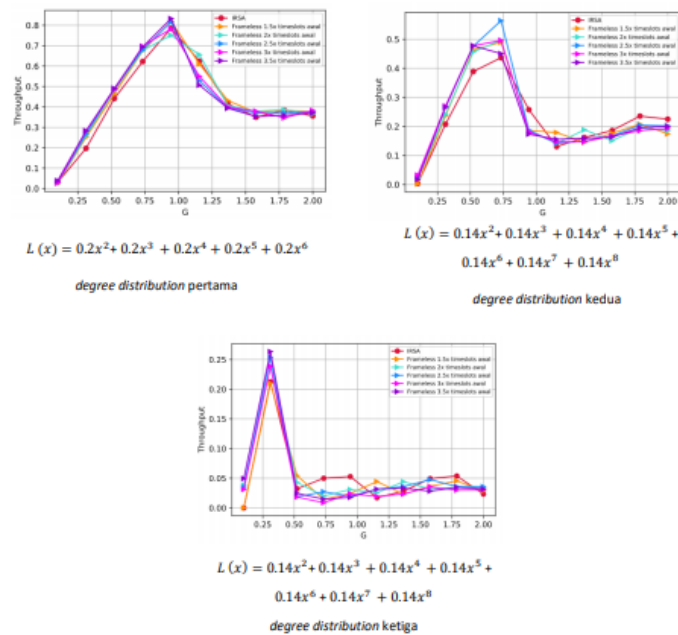 IRSA
Frameless 1.5x timeslots awal
Frameless 2x timeslots awal
Frameless 2.5x timeslots awal
Frameless 3x timeslots awal
Frameless 3.5x timeslots awal
Throughput
0.8
0.7
0.6
0.5
0.4
0.3
0.2
0.1
0.0
0.25 0.50 0.75 1.00 1.25 1.50 1.75 2.00
G
L (x) = 0.2x²+ 0.2x³ + 0.2x⁴ + 0.2x⁵ + 0.2x⁶
degree distribution pertama
IRSA
Frameless 1.5x timeslots awal
Frameless 2x timeslots awal
Frameless 2.5x timeslots awal
Frameless 3x timeslots awal
Frameless 3.5x timeslots awal
Throughput
0.5
0.4
0.3
0.2
0.1
0.0
0.25 0.50 0.75 1.00 1.25 1.50 1.75 2.00
G
L (x) = 0.14x²+ 0.14x³ + 0.14x⁴ + 0.14x⁵ +
0.14x⁶ + 0.14x⁷ + 0.14x⁸
degree distribution kedua
IRSA
Frameless 1.5x timeslots awal
Frameless 2x timeslots awal
Frameless 2.5x timeslots awal
Frameless 3x timeslots awal
Frameless 3.5x timeslots awal
Throughput
0.25
0.20
0.15
0.10
0.05
0.00
0.25 0.50 0.75 1.00 1.25 1.50 1.75 2.00
G
L (x) = 0.14x²+ 0.14x³ + 0.14x⁴ + 0.14x⁵ +
0.14x⁶ + 0.14x⁷ + 0.14x⁸
degree distribution ketiga